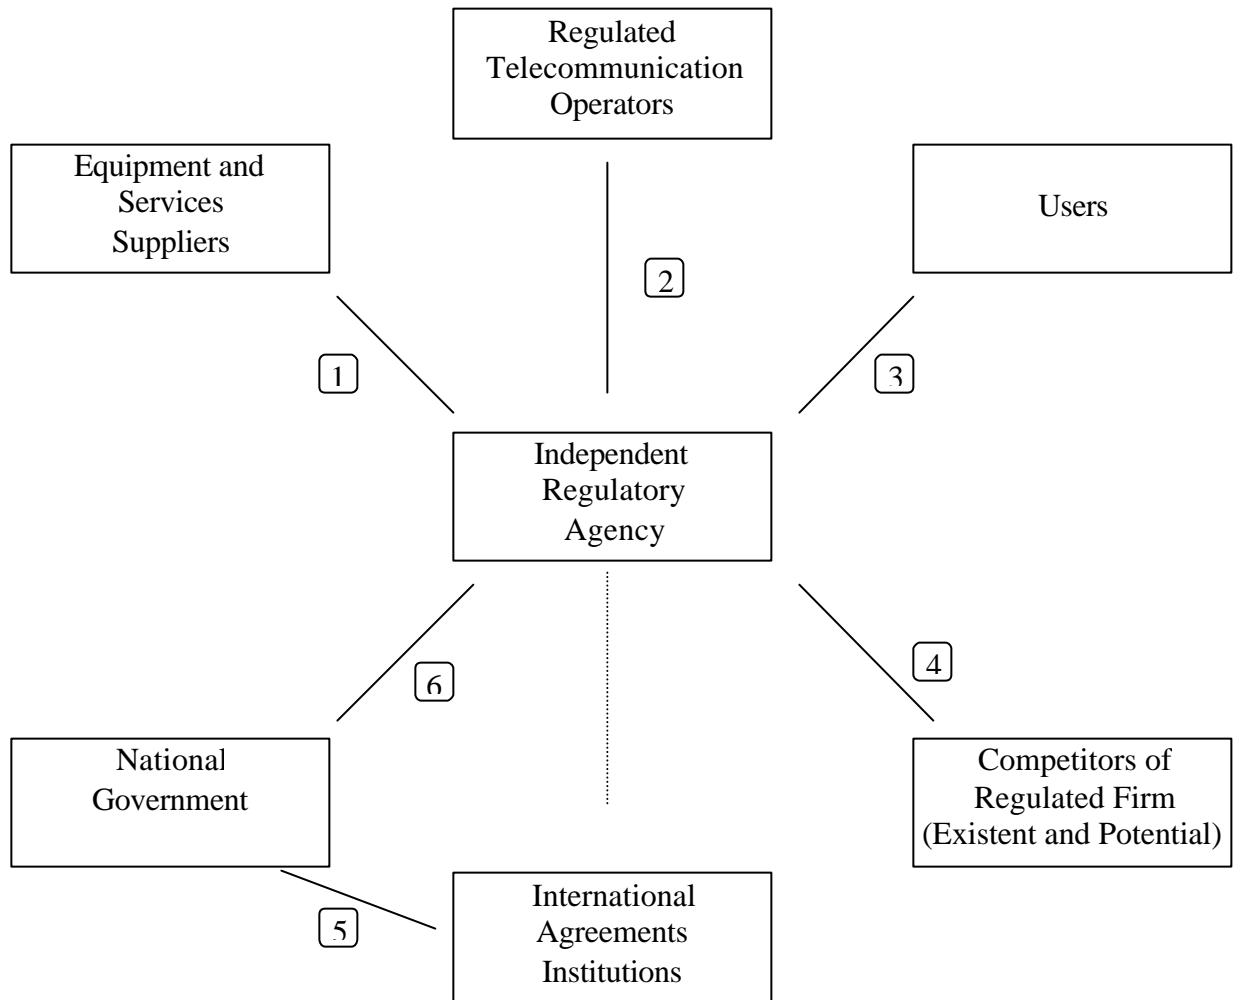 Regulated
Telecommunication
Operators
Equipment and
Services
Suppliers
Users
2
1
3
Independent
Regulatory
Agency
6
4
National
Government
Competitors of
Regulated Firm
(Existent and Potential)
5
International
Agreements
Institutions